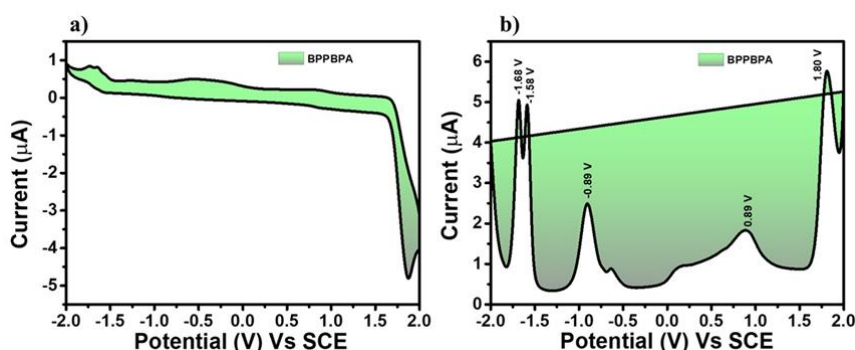 a)
BPPBPA
Current (μA)
1
0
-1
-2
-3
-4
-5
-2.0 -1.5 -1.0 -0.5 0.0 0.5 1.0 1.5 2.0
Potential (V) Vs SCE
b)
BPPBPA
-1.68 V
-1.58 V
-0.89 V
0.89 V
1.80 V
Current (μA)
6
5
4
3
2
1
0
-2.0 -1.5 -1.0 -0.5 0.0 0.5 1.0 1.5 2.0
Potential (V) Vs SCE